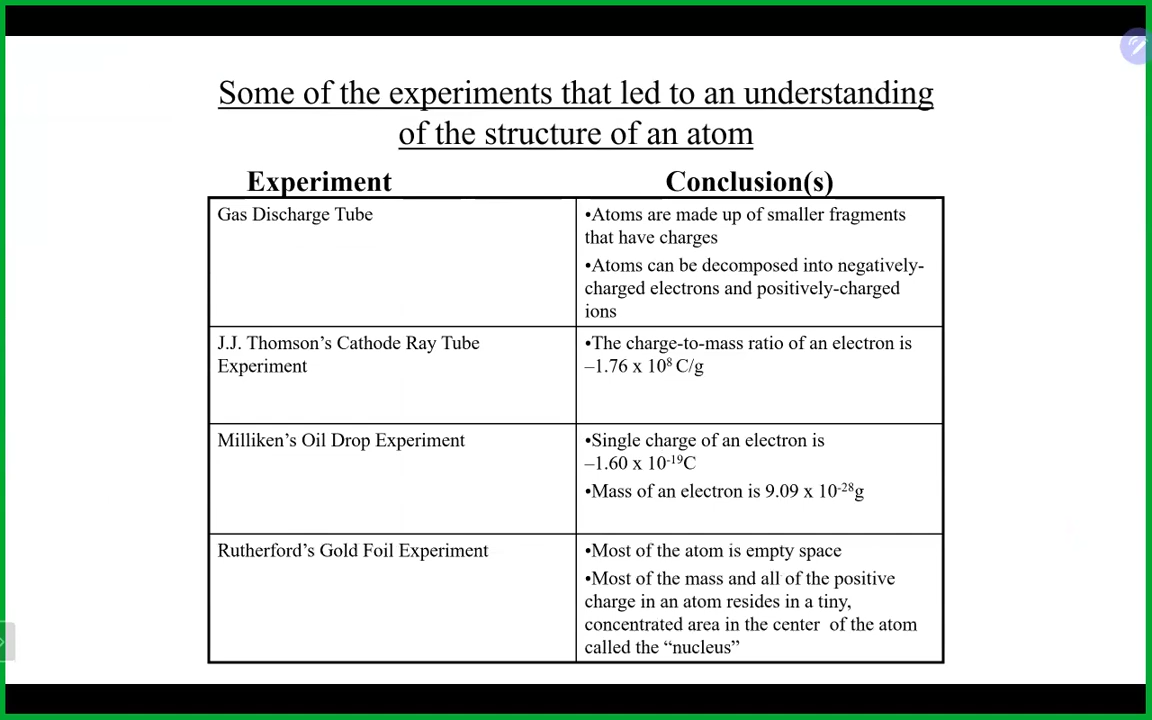 Some of the experiments that led to an understanding
of the structure of an atom
Experiment
Conclusion(s)
Gas Discharge Tube
•Atoms are made up of smaller fragments
that have charges
•Atoms can be decomposed into negatively-
charged electrons and positively-charged
ions
J.J. Thomson’s Cathode Ray Tube
Experiment
•The charge-to-mass ratio of an electron is
–1.76 x 10⁸ C/g
Milliken’s Oil Drop Experiment
•Single charge of an electron is
–1.60 x 10⁻¹⁹C
•Mass of an electron is 9.09 x 10⁻²⁸g
Rutherford’s Gold Foil Experiment
•Most of the atom is empty space
•Most of the mass and all of the positive
charge in an atom resides in a tiny,
concentrated area in the center  of the atom
called the “nucleus”